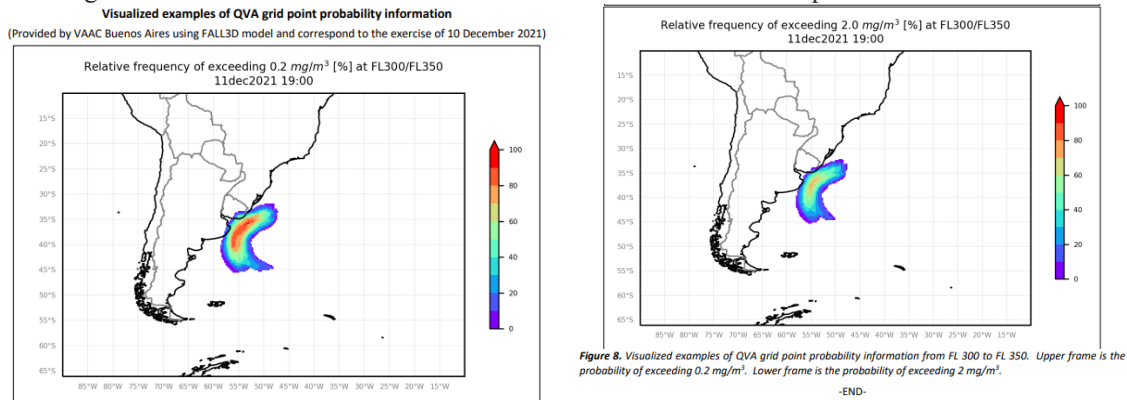 Visualized examples of QVA grid point probability information
(Provided by VAAC Buenos Aires using FALL3D model and correspond to the exercise of 10 December 2021)
Relative frequency of exceeding 0.2 mg/m³ [%] at FL300/FL350
11dec2021 19:00
15°S
20°S
25°S
30°S
35°S
40°S
45°S
50°S
55°S
60°S
65°S
85°W 80°W 75°W 70°W 65°W 60°W 55°W 50°W 45°W 40°W 35°W 30°W 25°W 20°W 15°W
100
80
60
40
20
0
Relative frequency of exceeding 2.0 mg/m³ [%] at FL300/FL350
11dec2021 19:00
15°S
20°S
25°S
30°S
35°S
40°S
45°S
50°S
55°S
60°S
65°S
85°W 80°W 75°W 70°W 65°W 60°W 55°W 50°W 45°W 40°W 35°W 30°W 25°W 20°W 15°W
100
80
60
40
20
0
Figure 8. Visualized examples of QVA grid point probability information from FL 300 to FL 350. Upper frame is the
probability of exceeding 0.2 mg/m³. Lower frame is the probability of exceeding 2 mg/m³.
-END-